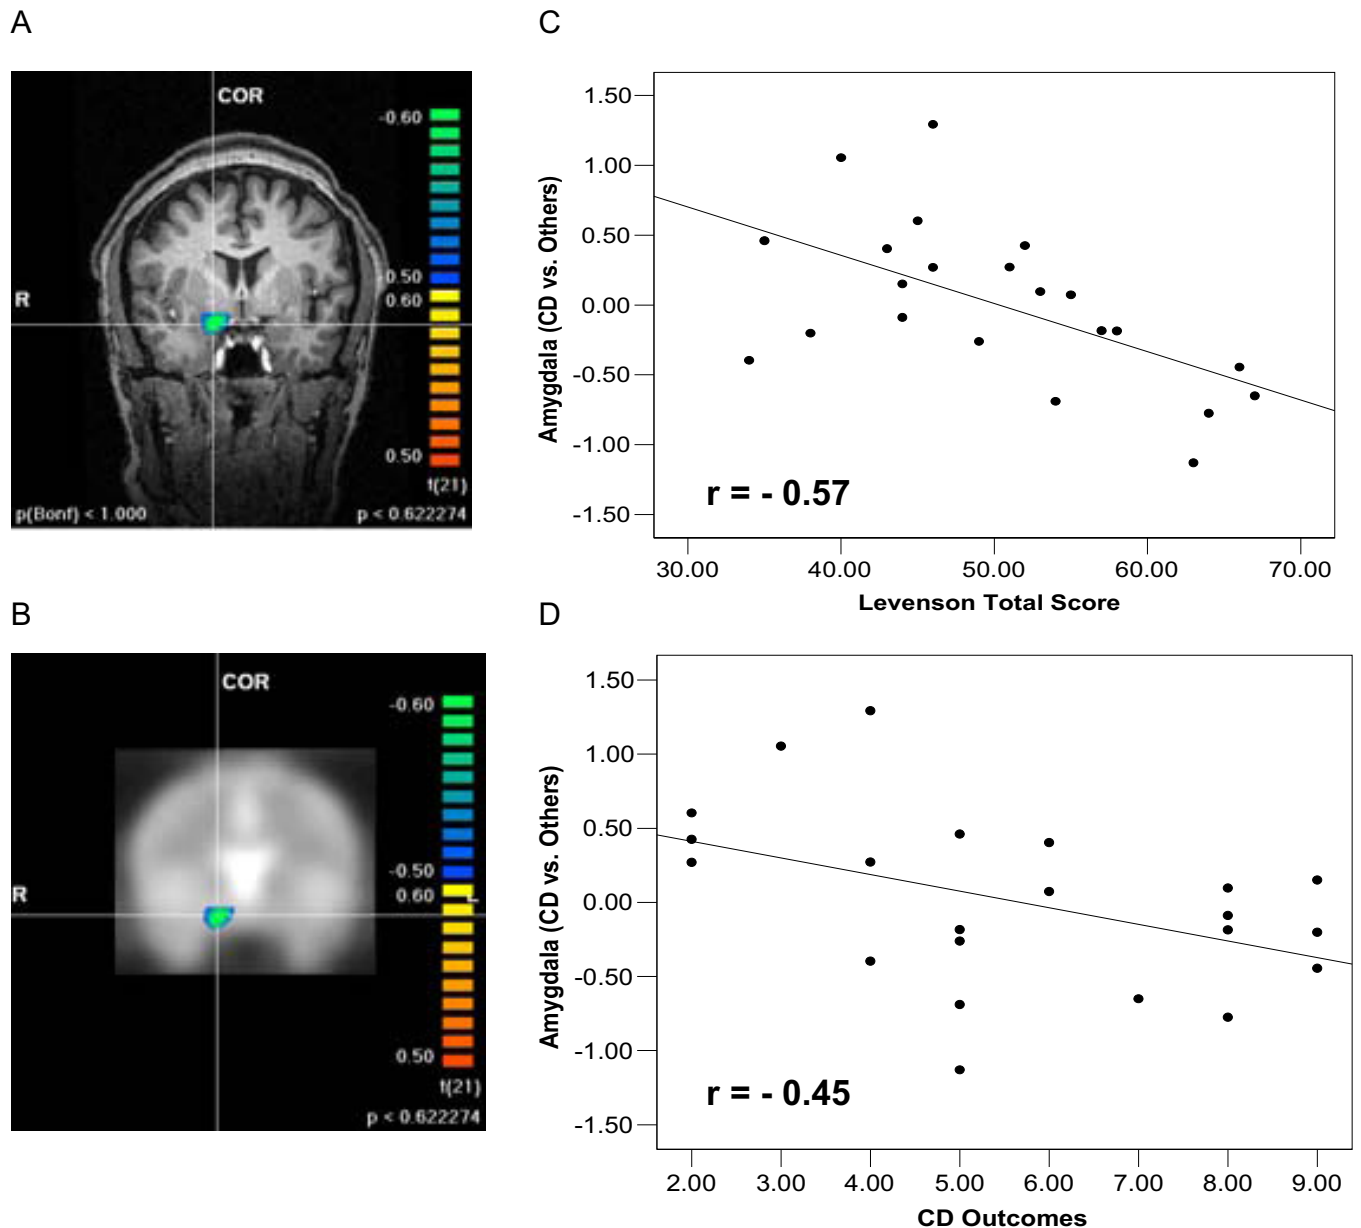 A
COR
-0.60
0.50
0.60
R
0.50
t(21)
p(Bonf) < 1.000
p < 0.622274
C
1.50
1.00
0.50
0.00
-0.50
-1.00
-1.50
Amygdala (CD vs. Others)
r = - 0.57
30.00 40.00 50.00 60.00 70.00
Levenson Total Score
B
COR
-0.60
-0.50
0.60
R
L
0.50
t(21)
p < 0.622274
D
1.50
1.00
0.50
0.00
-0.50
-1.00
-1.50
Amygdala (CD vs. Others)
r = - 0.45
2.00 3.00 4.00 5.00 6.00 7.00 8.00 9.00
CD Outcomes